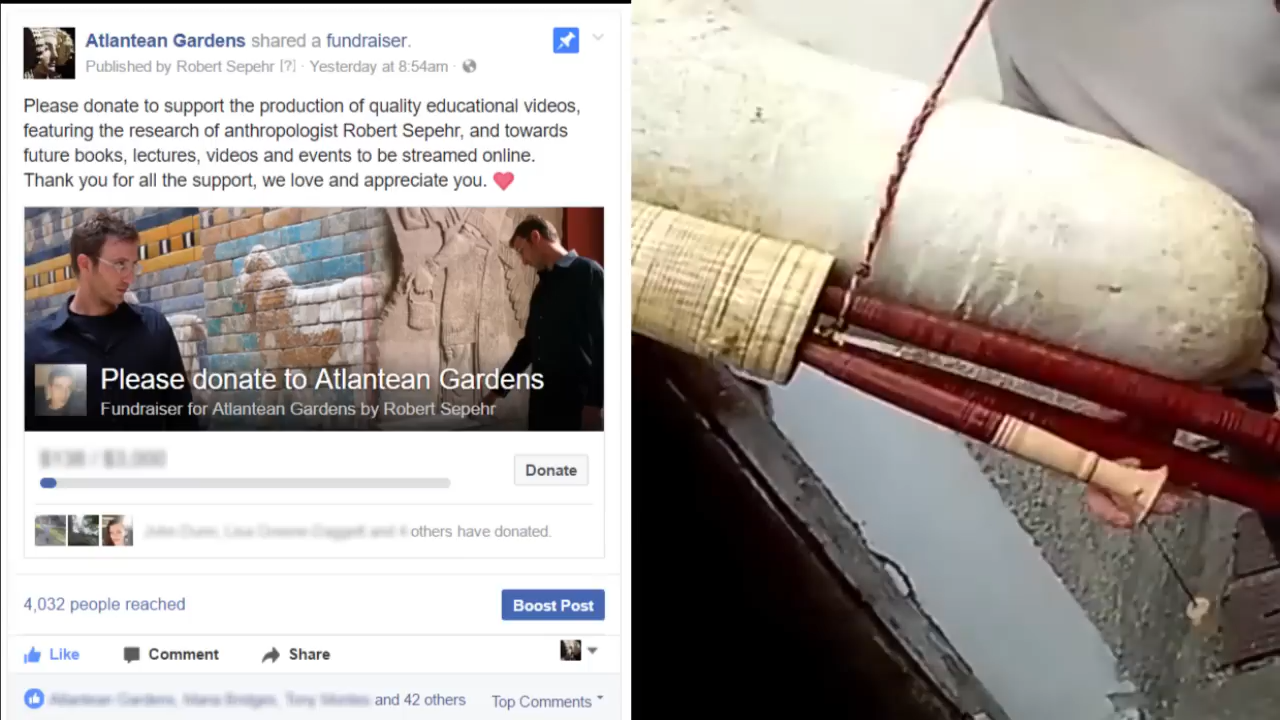 Atlantean Gardens shared a fundraiser.
Published by Robert Sepehr [?] · Yesterday at 8:54am ·
Please donate to support the production of quality educational videos,
featuring the research of anthropologist Robert Sepehr, and towards
future books, lectures, videos and events to be streamed online.
Thank you for all the support, we love and appreciate you.
Please donate to Atlantean Gardens
Fundraiser for Atlantean Gardens by Robert Sepehr
Donate
others have donated.
4,032 people reached
Boost Post
Like Comment Share
and 42 others Top Comments